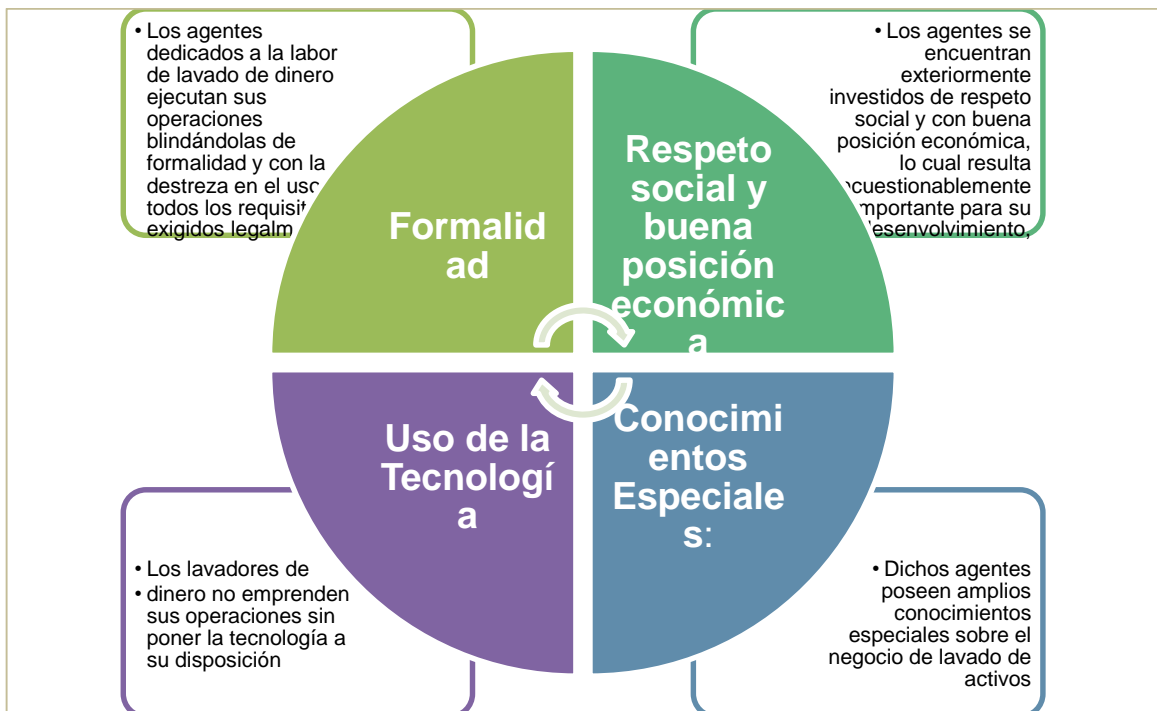 • Los agentes
dedicados a la labor
de lavado de dinero
ejecutan sus
operaciones
blindándolas de
formalidad y con la
destreza en el uso
todos los
exigidos
Formalid
ad
• Los agentes se
encuentran
exteriormente
investidos de respeto
social y con buena
posición económica,
lo cual resulta
para su
Respeto
social y
buena
posición
económic
a
Uso de la
Tecnologí
a
• Los lavadores de
• dinero no emprenden
sus operaciones sin
poner la tecnología a
su disposición
Conocimi
entos
Especiale
s:
• Dichos agentes
poseen amplios
conocimientos
especiales sobre el
negocio de lavado de
activos